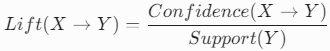 Lift(X → Y) = Confidence(X → Y) / Support(Y)